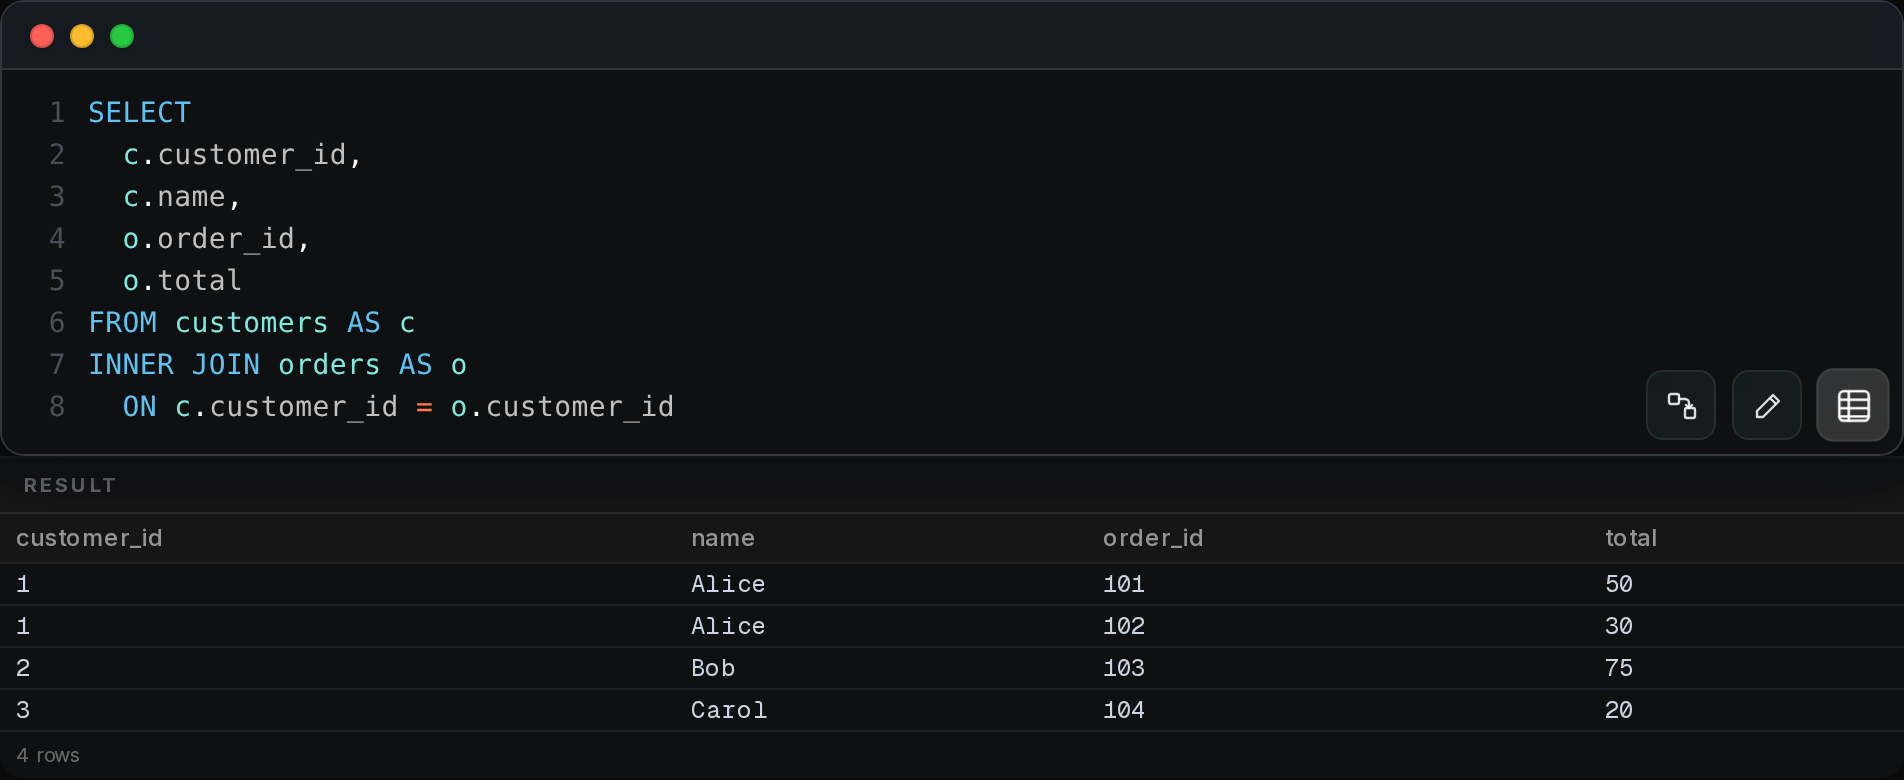 1 SELECT
2   c.customer_id,
3   c.name,
4   o.order_id,
5   o.total
6 FROM customers AS c
7 INNER JOIN orders AS o
8   ON c.customer_id = o.customer_id
RESULT
customer_id name order_id total
1 Alice 101 50
1 Alice 102 30
2 Bob 103 75
3 Carol 104 20
4 rows